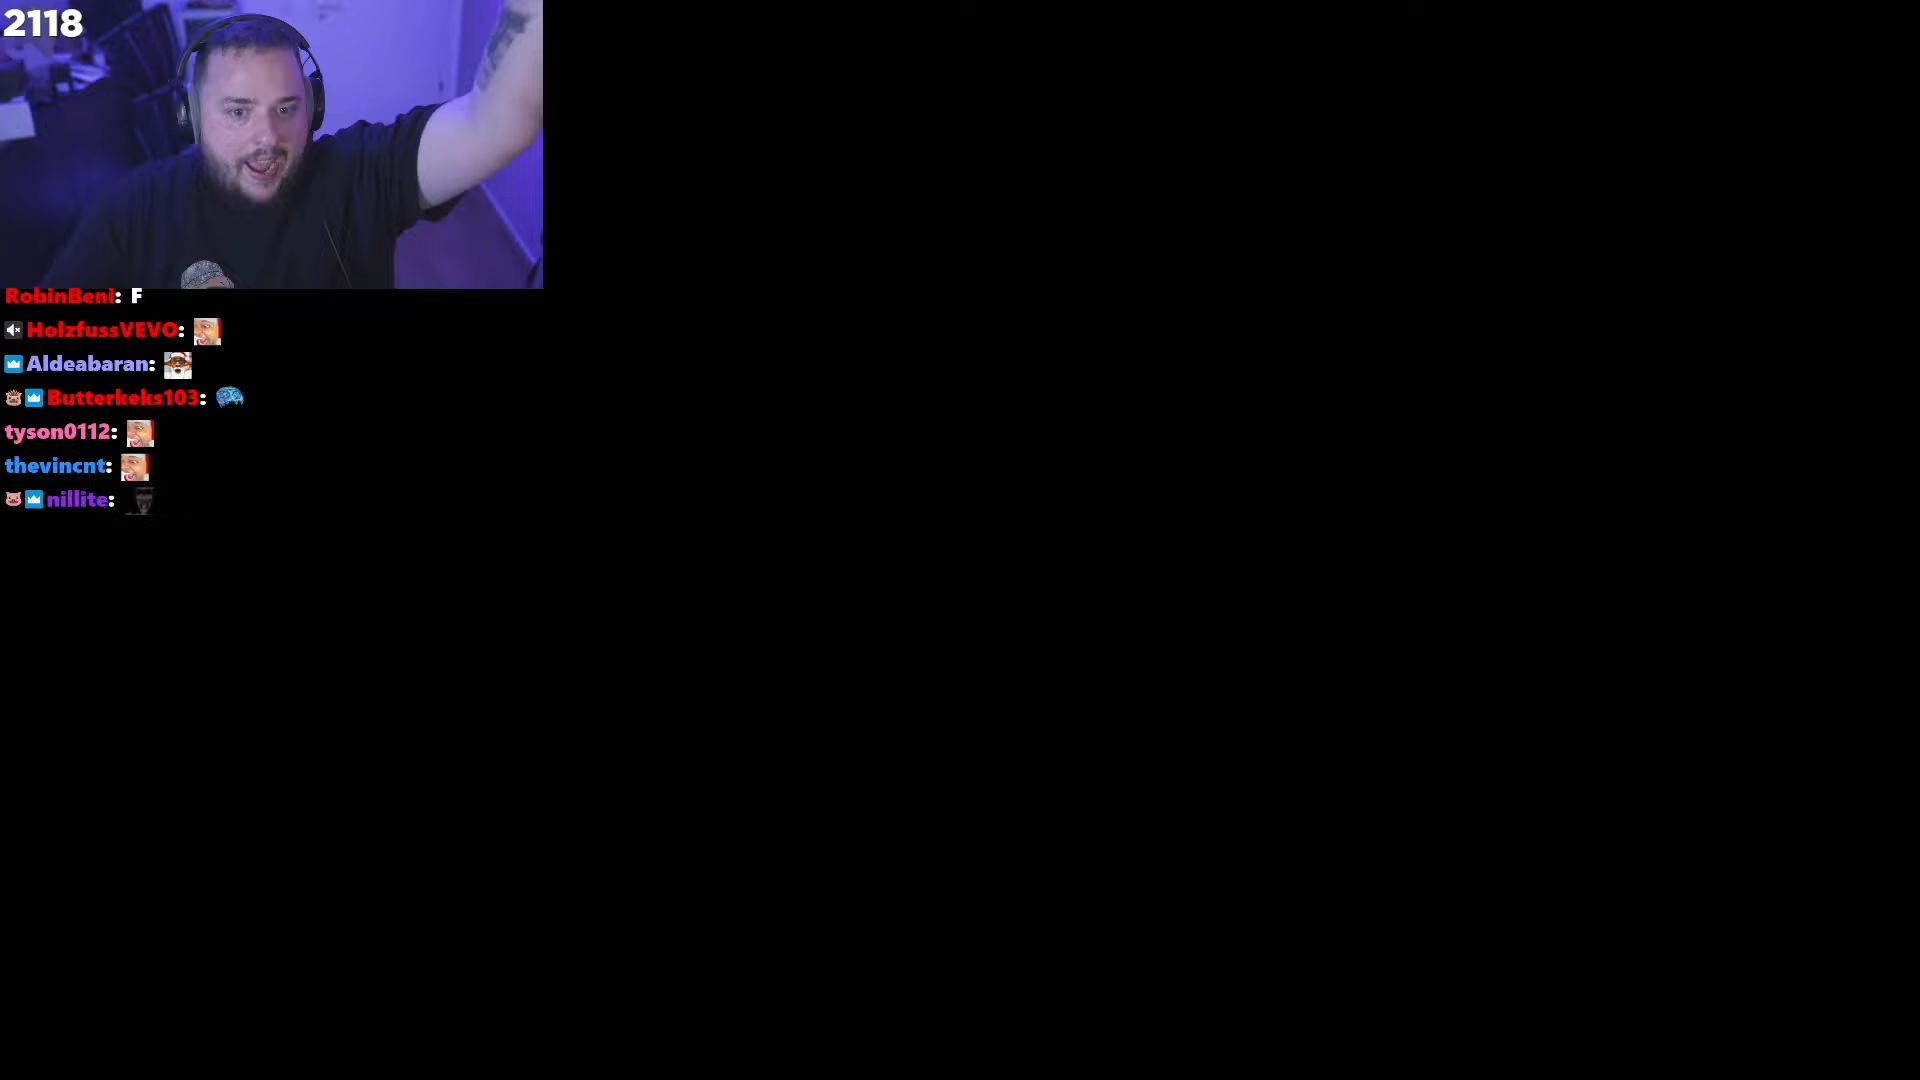 2118
RobinBeni: F
HolzfussVEVO:
Aldeabaran:
Butterkeks103:
tyson0112:
thevincnt:
nillite: